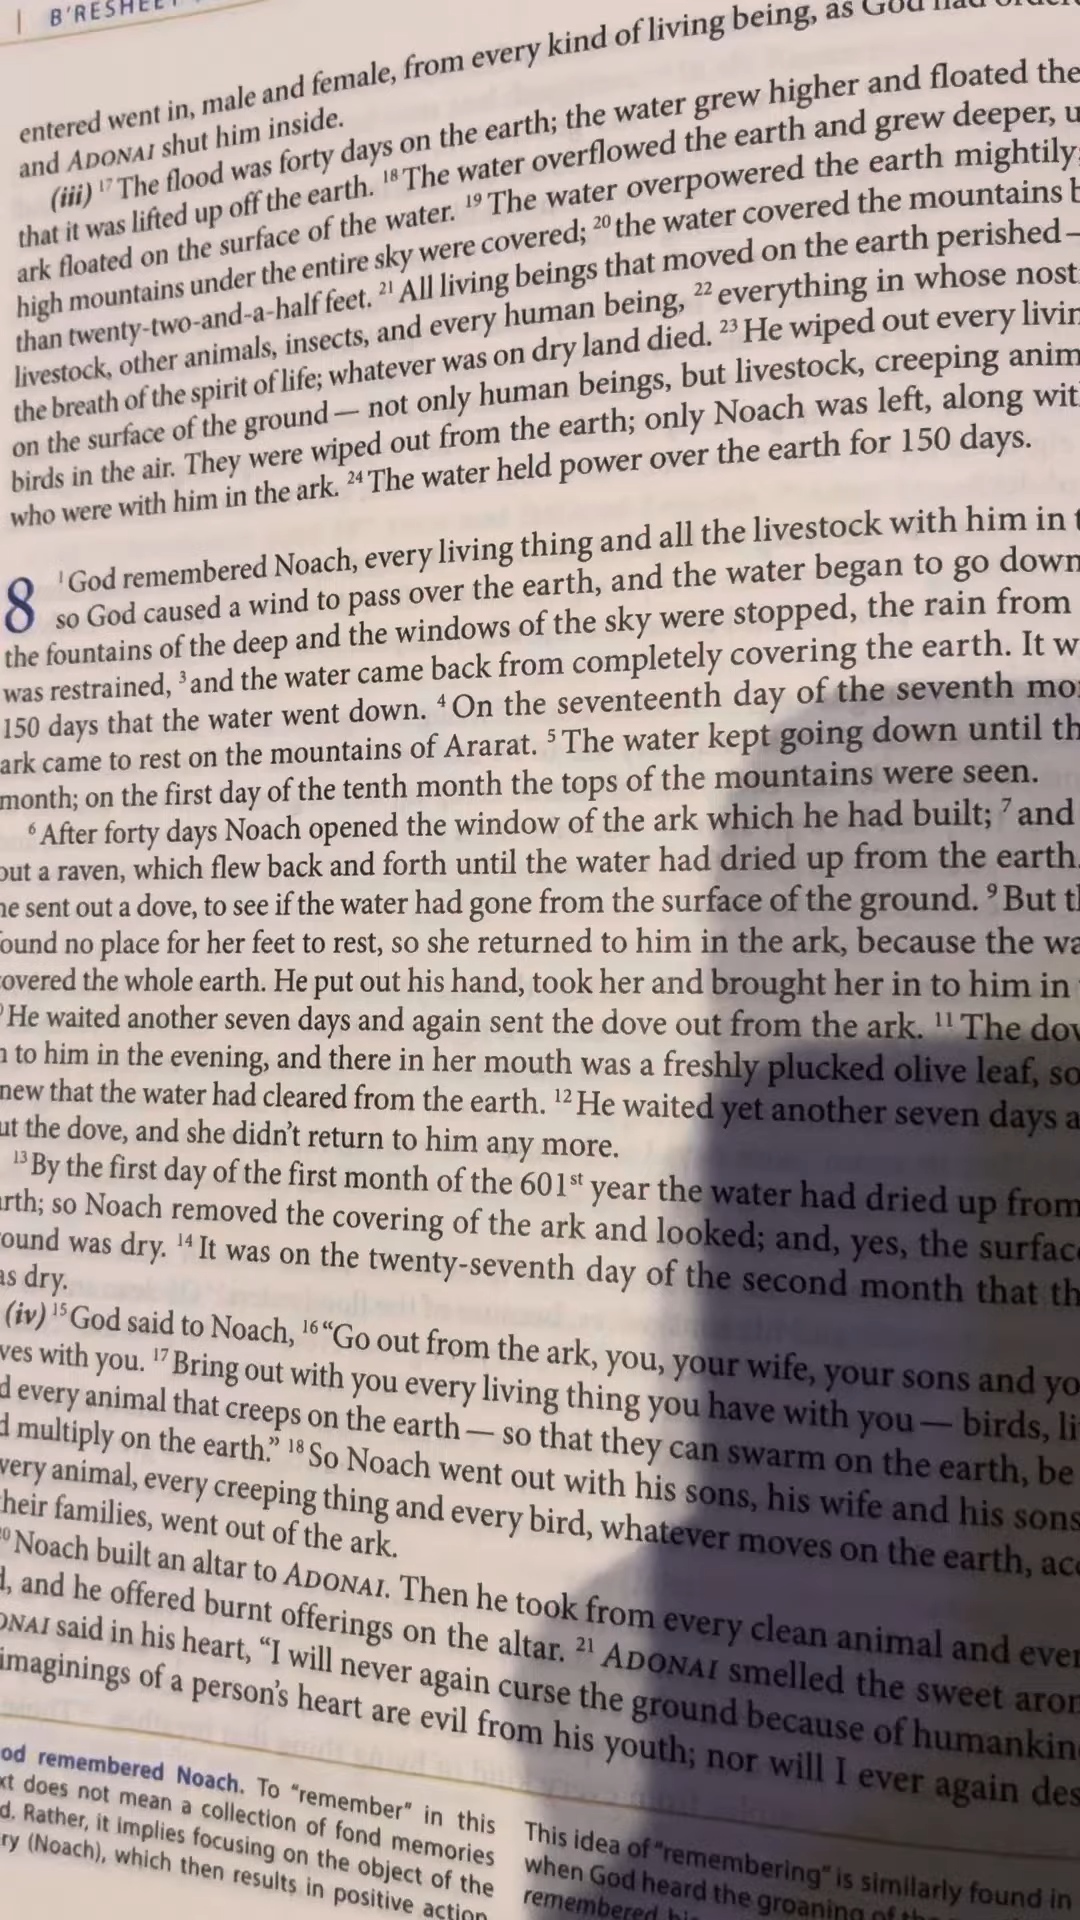 | B'RESHEET
entered went in, male and female, from every kind of living being, as God had
and ADONAI shut him inside.
(iii) 17 The flood was forty days on the earth; the water grew higher and floated the
that it was lifted up off the earth. 18 The water overflowed the earth and grew deeper,
ark floated on the surface of the water. 19 The water overpowered the earth mightily;
high mountains under the entire sky were covered; 20 the water covered the mountains
than twenty-two-and-a-half feet. 21 All living beings that moved on the earth perished —
livestock, other animals, insects, and every human being, 22 everything in whose nost
the breath of the spirit of life; whatever was on dry land died. 23 He wiped out every livin
on the surface of the ground — not only human beings, but livestock, creeping anim
birds in the air. They were wiped out from the earth; only Noach was left, along wit
who were with him in the ark. 24 The water held power over the earth for 150 days.
8 1 God remembered Noach, every living thing and all the livestock with him in t
so God caused a wind to pass over the earth, and the water began to go down
the fountains of the deep and the windows of the sky were stopped, the rain from
was restrained, 3 and the water came back from completely covering the earth. It w
150 days that the water went down. 4 On the seventeenth day of the seventh mo
ark came to rest on the mountains of Ararat. 5 The water kept going down until th
month; on the first day of the tenth month the tops of the mountains were seen.
6 After forty days Noach opened the window of the ark which he had built; 7 and
out a raven, which flew back and forth until the water had dried up from the earth.
he sent out a dove, to see if the water had gone from the surface of the ground. 9 But th
ound no place for her feet to rest, so she returned to him in the ark, because the wa
overed the whole earth. He put out his hand, took her and brought her in to him in
He waited another seven days and again sent the dove out from the ark. 11 The dov
n to him in the evening, and there in her mouth was a freshly plucked olive leaf, so
new that the water had cleared from the earth. 12 He waited yet another seven days a
ut the dove, and she didn't return to him any more.
13 By the first day of the first month of the 601st year the water had dried up from
arth; so Noach removed the covering of the ark and looked; and, yes, the surface
ound was dry. 14 It was on the twenty-seventh day of the second month that th
as dry.
(iv) 15 God said to Noach, 16 “Go out from the ark, you, your wife, your sons and yo
ves with you. 17 Bring out with you every living thing you have with you — birds, li
d every animal that creeps on the earth — so that they can swarm on the earth, be
d multiply on the earth.” 18 So Noach went out with his sons, his wife and his sons
very animal, every creeping thing and every bird, whatever moves on the earth, acc
heir families, went out of the ark.
20 Noach built an altar to ADONAI. Then he took from every clean animal and ever
d, and he offered burnt offerings on the altar. 21 ADONAI smelled the sweet aror
ONAI said in his heart, “I will never again curse the ground because of humankin
imaginings of a person's heart are evil from his youth; nor will I ever again des
od remembered Noach. To “remember” in this
xt does not mean a collection of fond memories
d. Rather, it implies focusing on the object of the
ry (Noach), which then results in positive action
This idea of “remembering” is similarly found in
when God heard the groaning of
remembered